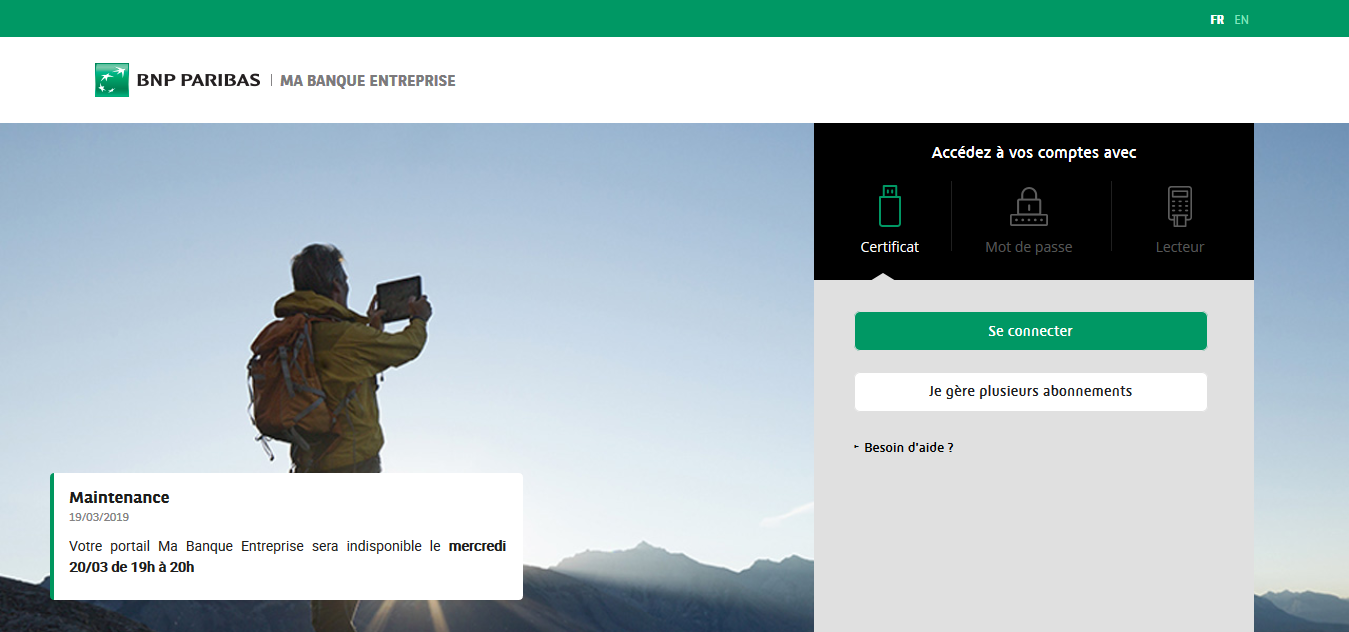 FR EN
BNP PARIBAS | MA BANQUE ENTREPRISE
Accédez à vos comptes avec
Certificat
Mot de passe
Lecteur
Se connecter
Je gère plusieurs abonnements
Besoin d'aide ?
Maintenance
19/03/2019
Votre portail Ma Banque Entreprise sera indisponible le mercredi
20/03 de 19h à 20h